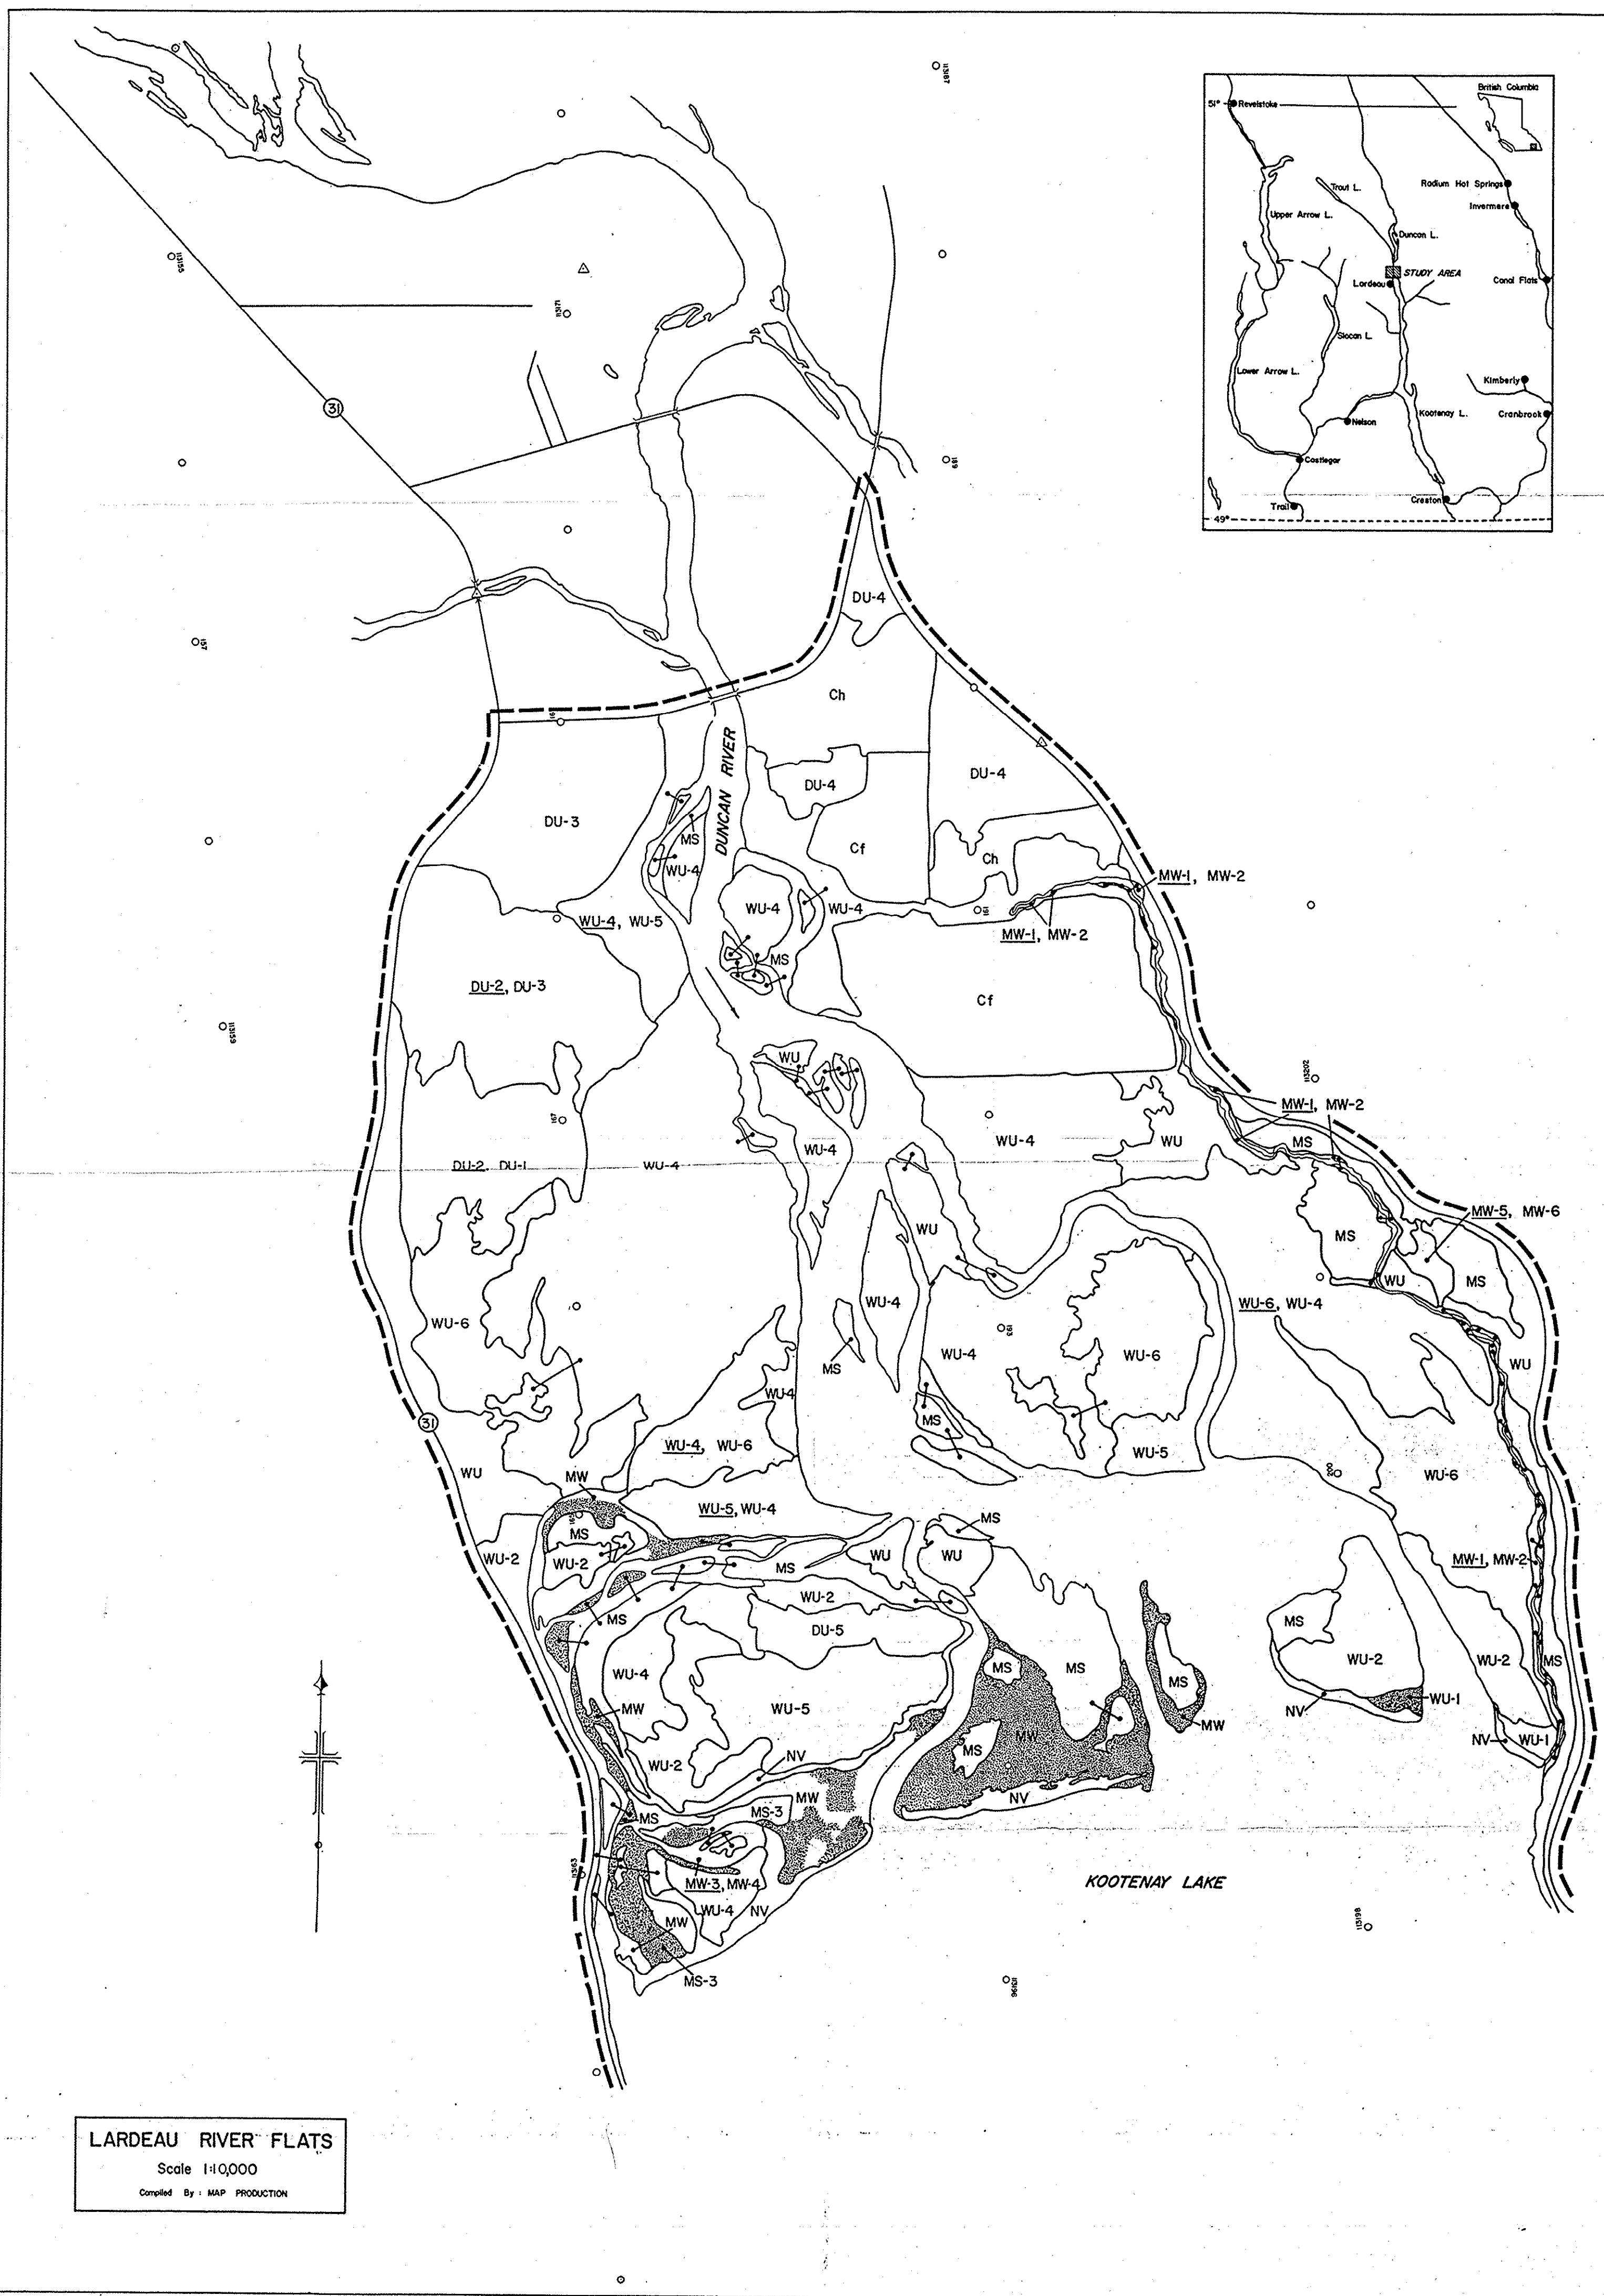 British Columbia
51°
Revelstoke
Trout L.
Radium Hot Springs
Invermere
Upper Arrow L.
Duncan L.
STUDY AREA
Lardeau
Canal Flats
Slocan L.
Lower Arrow L.
Kimberly
Kootenay L.
Cranbrook
Nelson
Castlegar
Creston
Trail
49°
31
DU-4
Ch
DUNCAN RIVER
DU-4
DU-4
DU-3
MS
Cf
Ch
WU-4
MW-1, MW-2
WU-4
WU-4
WU-4, WU-5
MW-1, MW-2
MS
DU-2, DU-3
Cf
WU
MW-1, MW-2
WU-4
WU
MS
WU-4
DU-2, DU-1
WU-4
MW-5, MW-6
WU
MS
WU
MS
WU-4
WU-6, WU-4
WU-6
WU-4
WU-6
MS
WU
WU-4
MS
31
WU-4, WU-6
WU-5
WU
MW
WU-6
WU-5, WU-4
MS
MS
WU-2
WU-2
MS
WU
WU
MW-1, MW-2
WU-2
MS
DU-5
MS
WU-4
MS
MS
MS
WU-2
WU-2
MS
WU-5
MW
WU-1
NV
MW
MW
MS
NV
WU-1
WU-2
NV
MW
NV
MS-3
MS
MW-3, MW-4
KOOTENAY LAKE
WU-4
NV
MW
MS-3
LARDEAU RIVER FLATS
Scale 1:10,000
Compiled By : MAP PRODUCTION